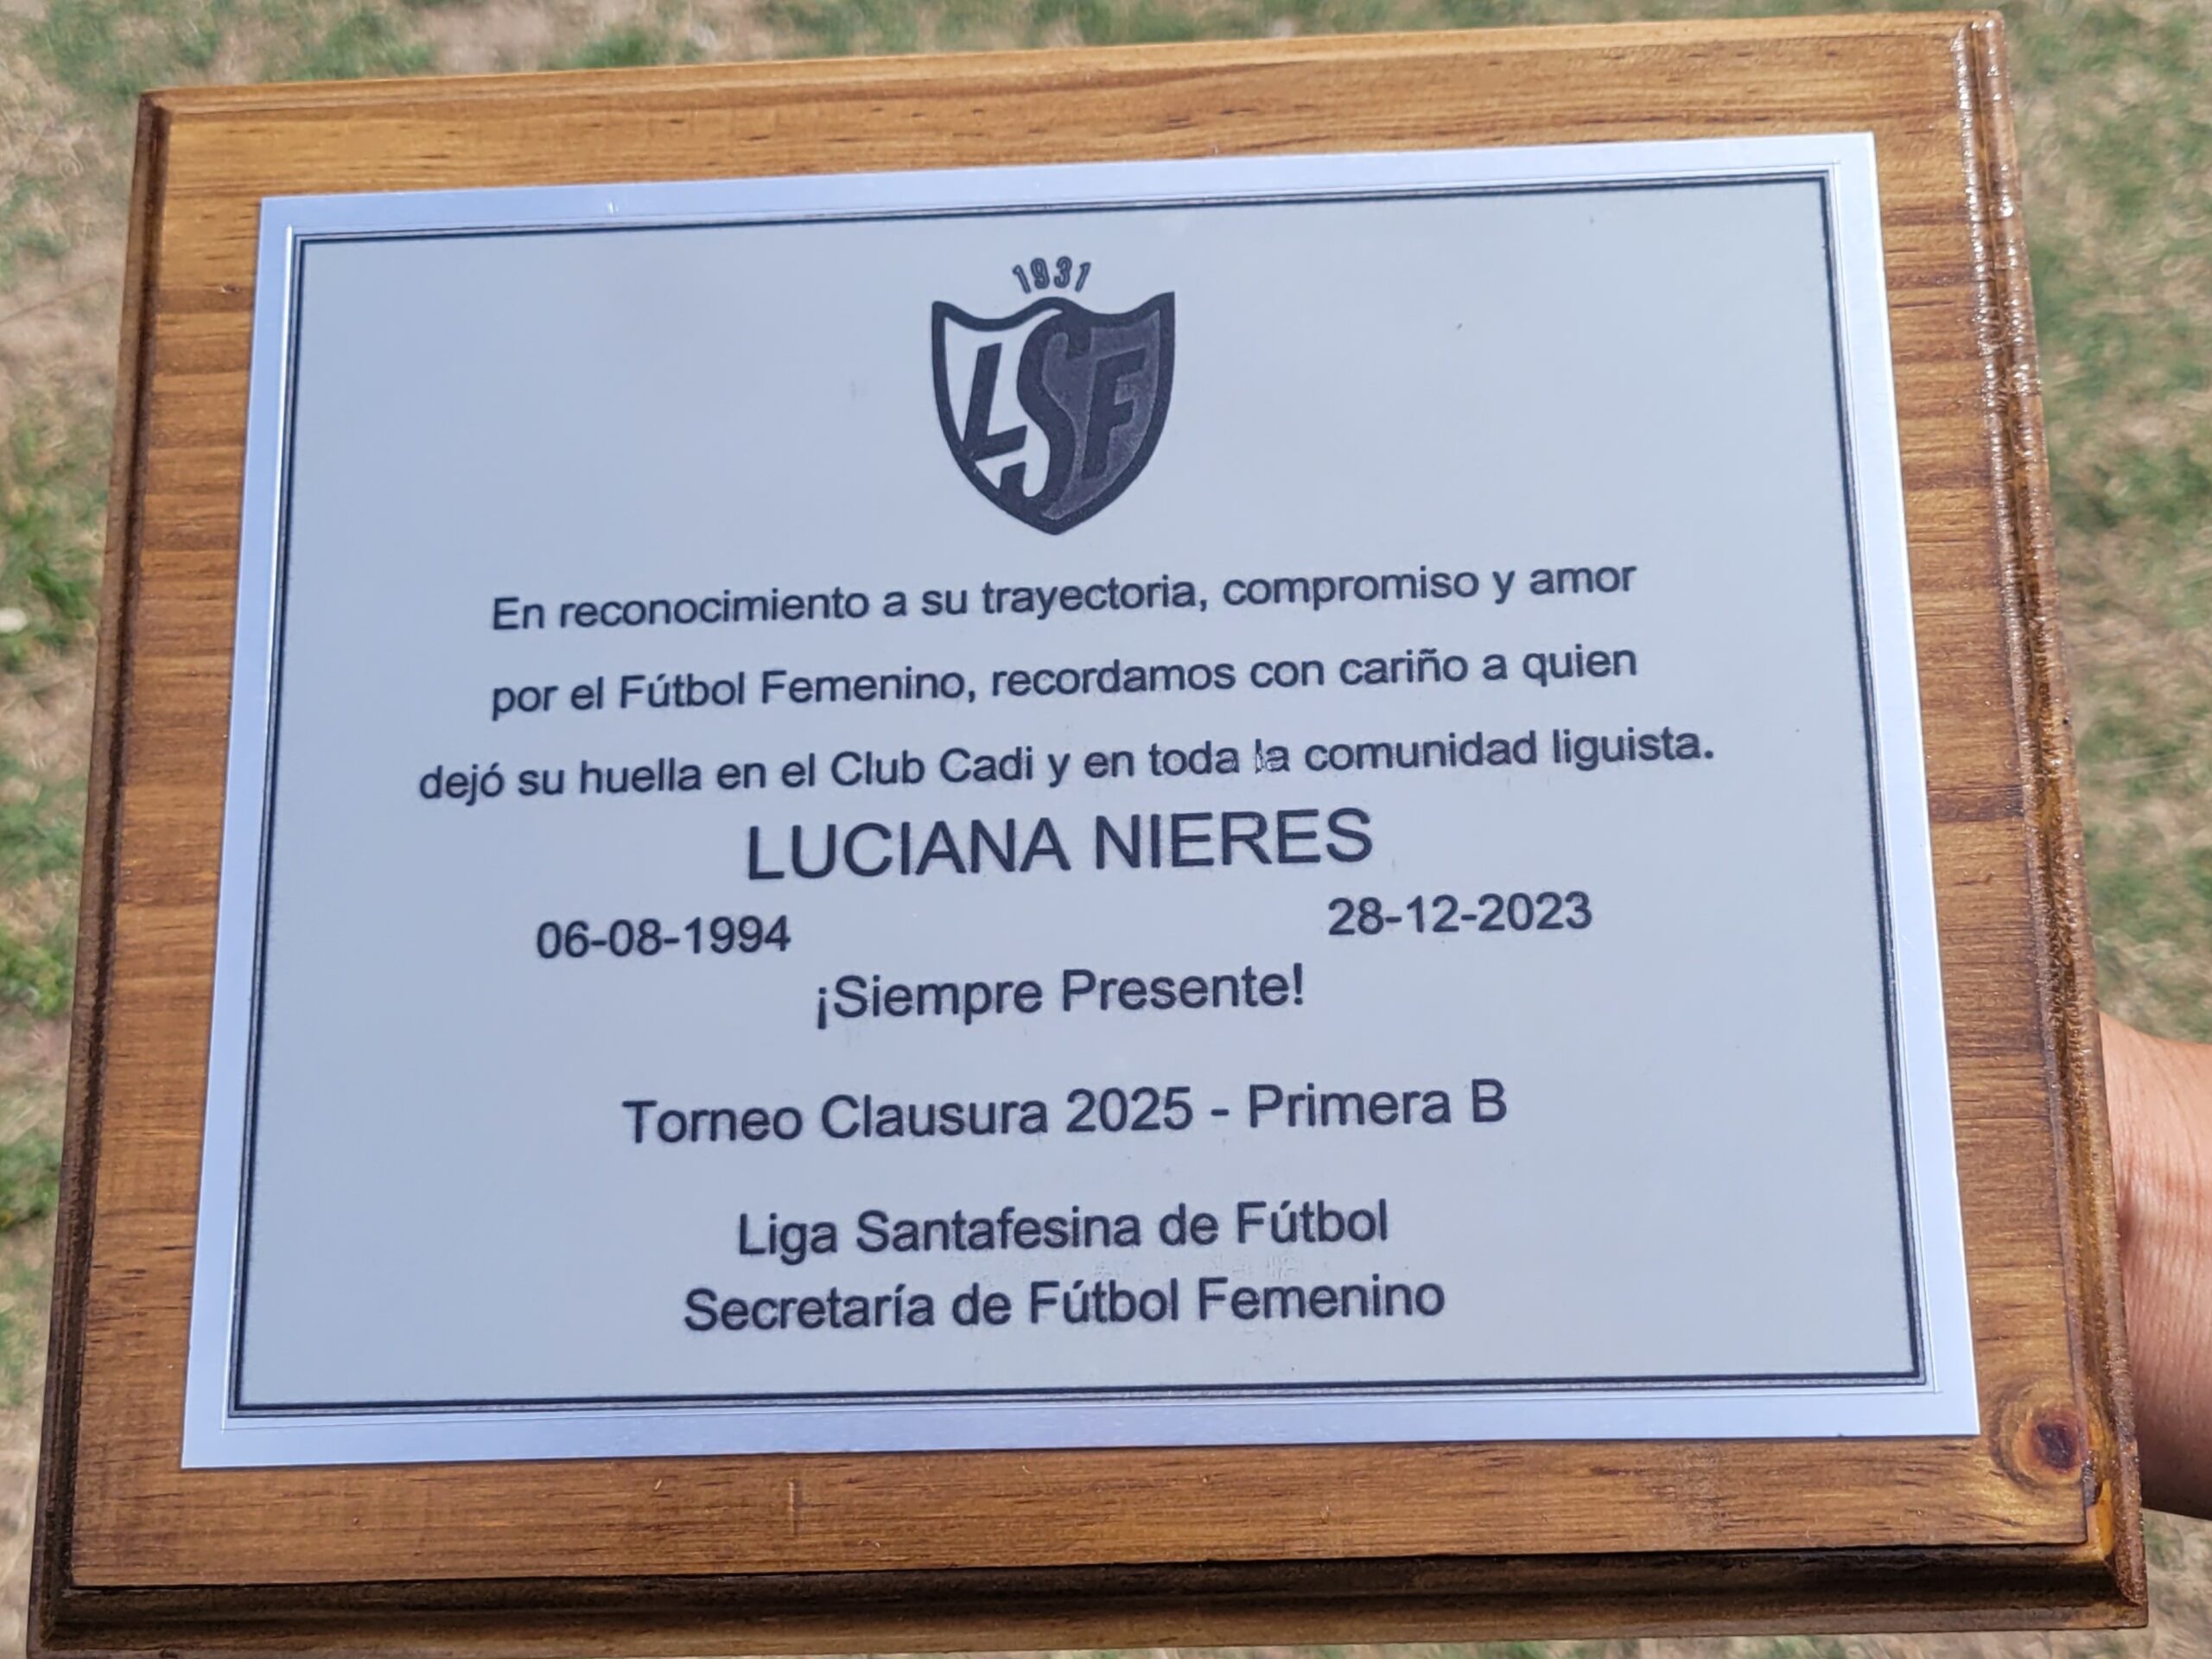 1931
LSF
En reconocimiento a su trayectoria, compromiso y amor
por el Fútbol Femenino, recordamos con cariño a quien
dejó su huella en el Club Cadi y en toda la comunidad liguista.
LUCIANA NIERES
06-08-1994 28-12-2023
¡Siempre Presente!
Torneo Clausura 2025 - Primera B
Liga Santafesina de Fútbol
Secretaría de Fútbol Femenino